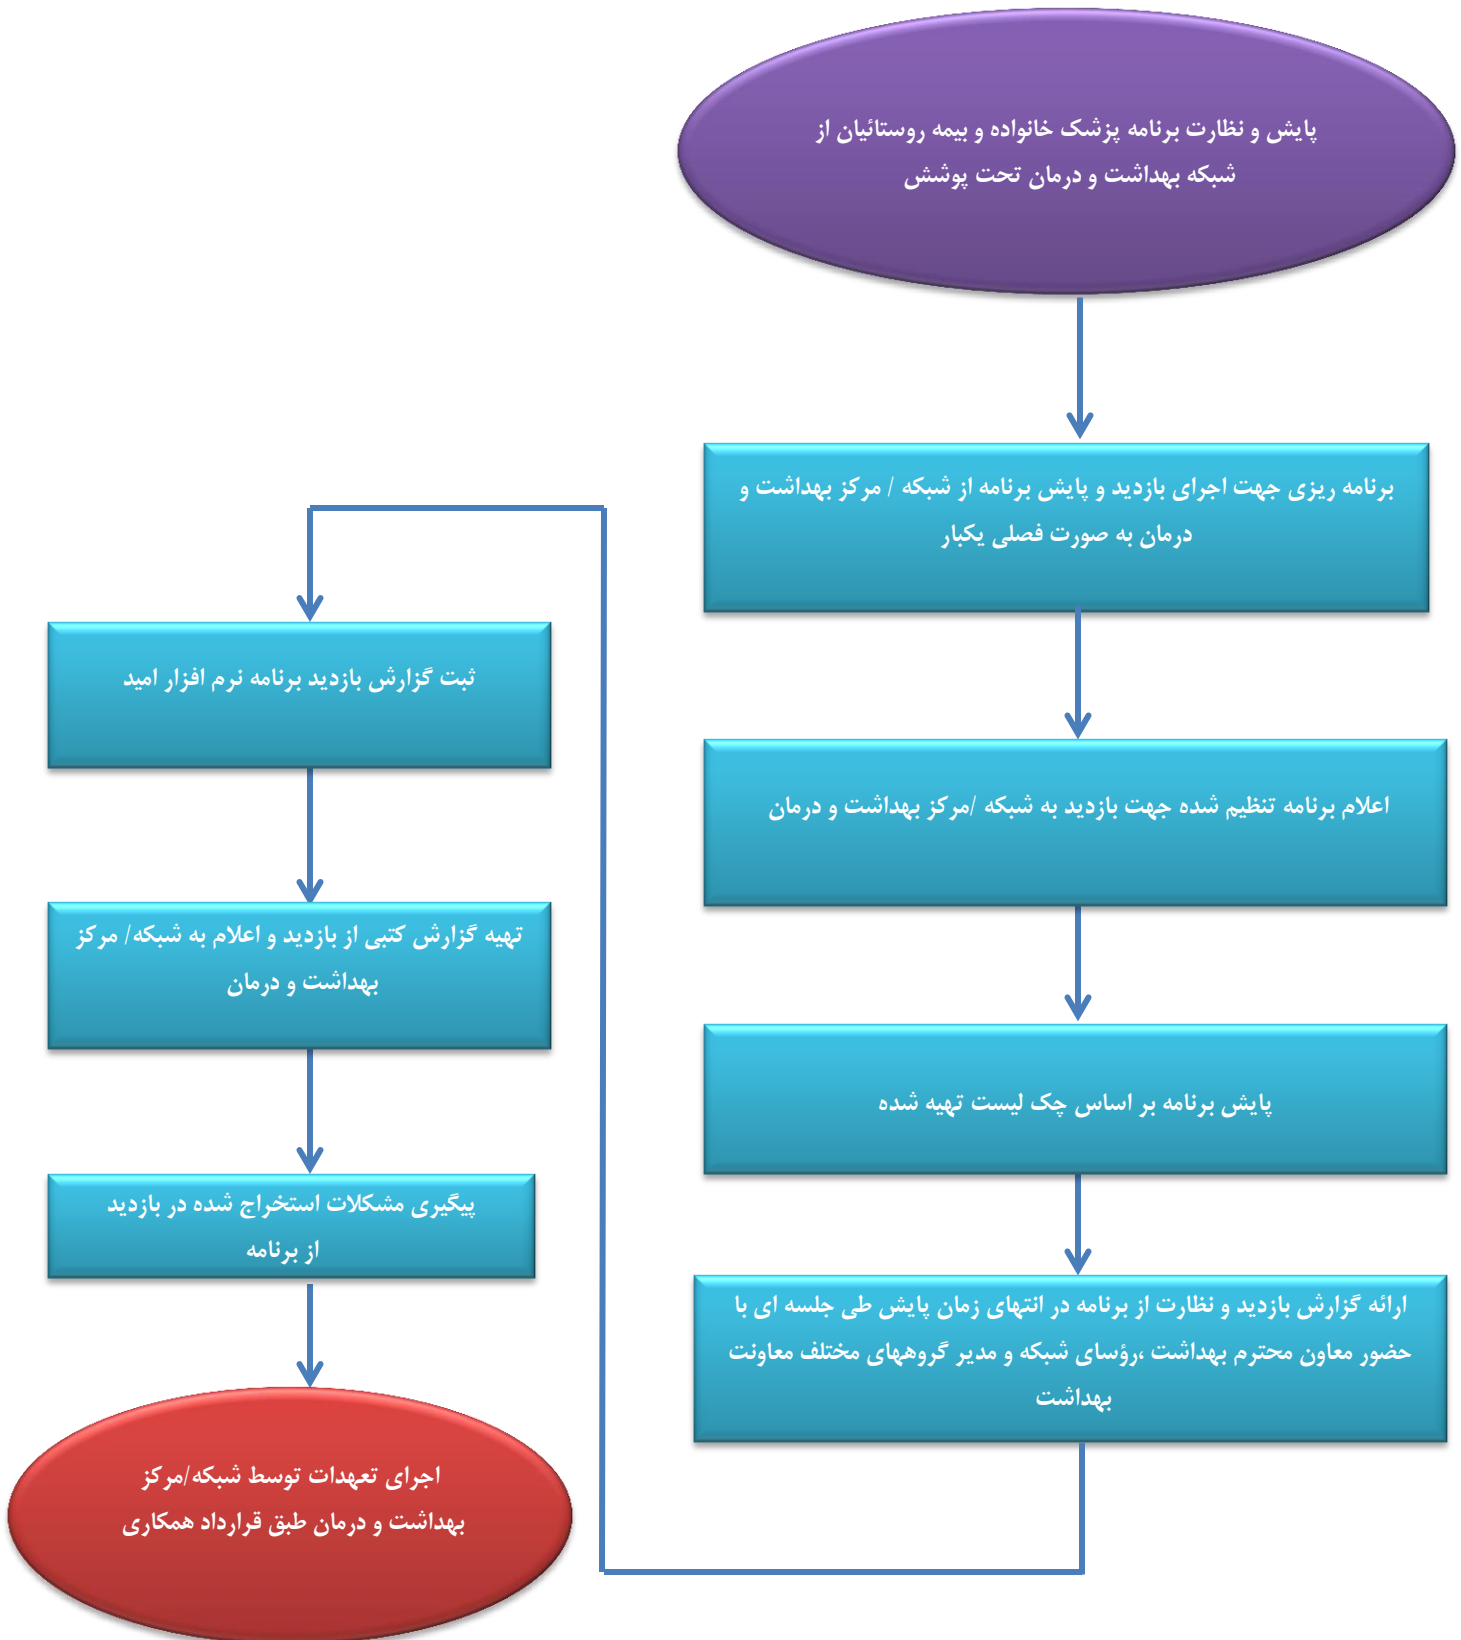 پایش و نظارت برنامه پزشک خانواده و بیمه روستائیان از
شبکه بهداشت و درمان تحت پوشش
برنامه ریزی جهت اجرای بازدید و پایش برنامه از شبکه / مرکز بهداشت و
درمان به صورت فصلی یکبار
اعلام برنامه تنظیم شده جهت بازدید به شبکه /مرکز بهداشت و درمان
پایش برنامه بر اساس چک لیست تهیه شده
ارائه گزارش بازدید و نظارت از برنامه در انتهای زمان پایش طی جلسه ای با
حضور معاون محترم بهداشت ،رؤسای شبکه و مدیر گروههای مختلف معاونت
بهداشت
ثبت گزارش بازدید برنامه نرم افزار امید
تهیه گزارش کتبی از بازدید و اعلام به شبکه/ مرکز
بهداشت و درمان
پیگیری مشکلات استخراج شده در بازدید
از برنامه
اجرای تعهدات توسط شبکه/مرکز
بهداشت و درمان طبق قرارداد همکاری